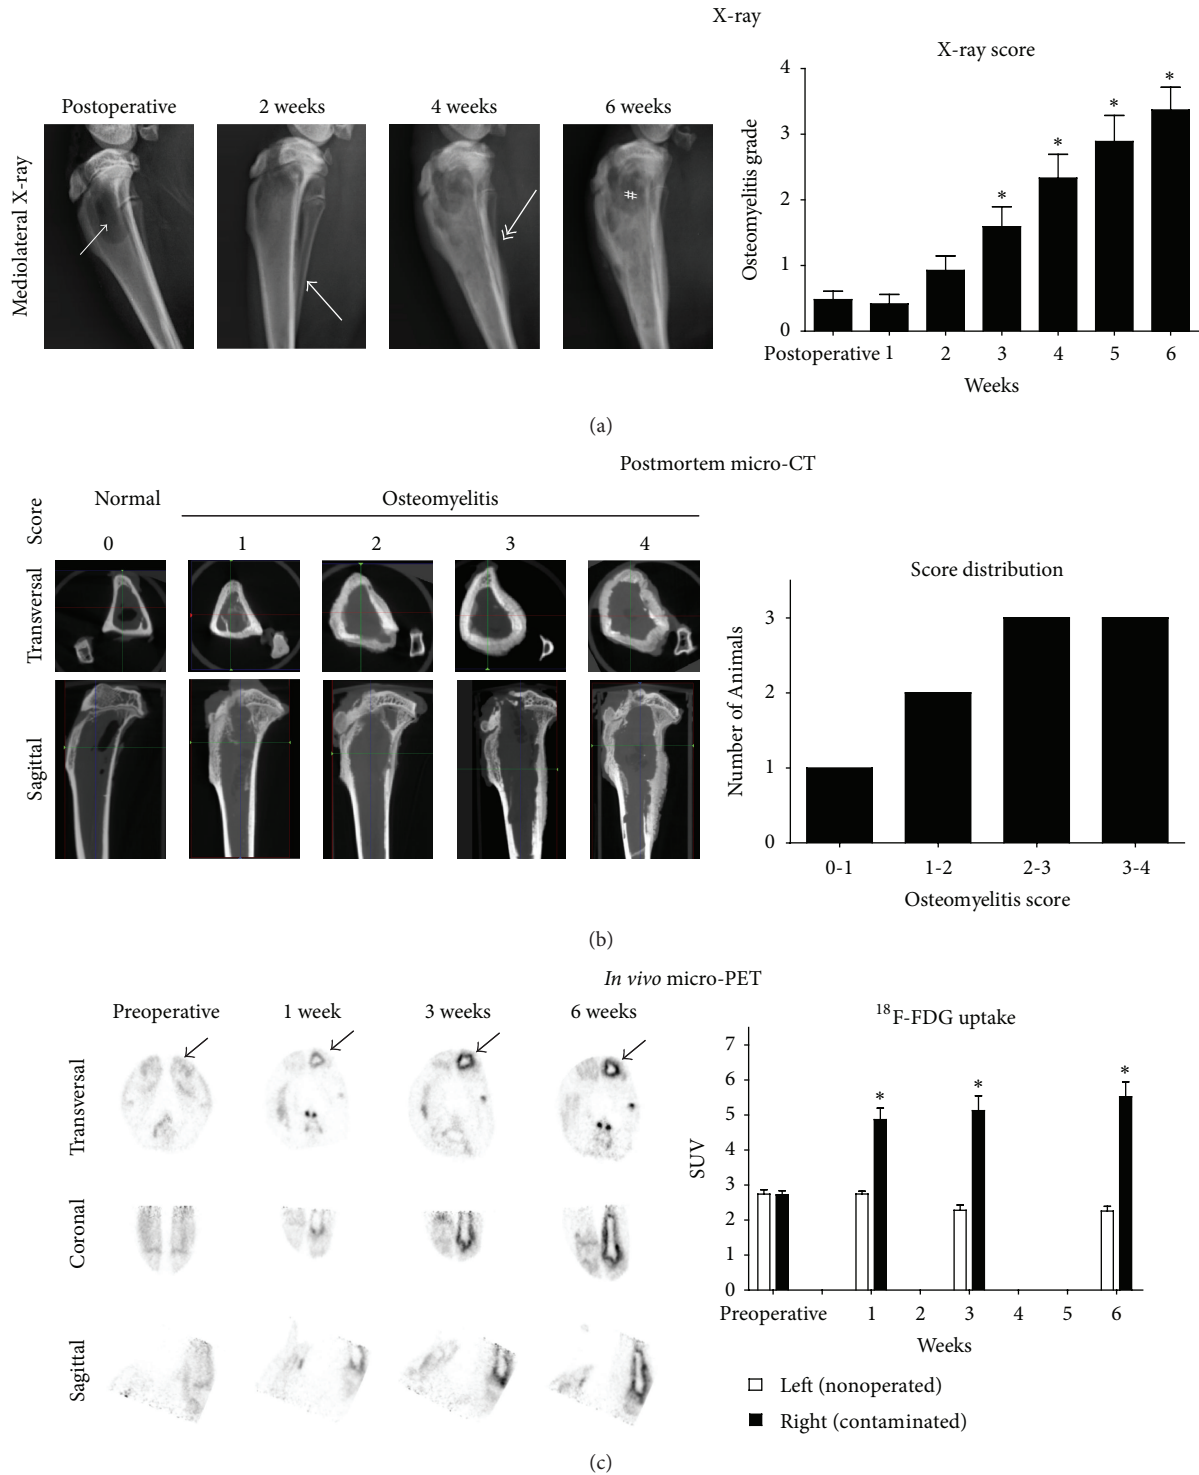 X-ray
Postoperative
2 weeks
4 weeks
6 weeks
Mediolateral X-ray
#
X-ray score
Osteomyelitis grade
4
3
2
1
0
*
*
*
*
Postoperative 1 2 3 4 5 6
Weeks
(a)
Postmortem micro-CT
Score
Normal
Osteomyelitis
0 1 2 3 4
Transversal
Sagittal
Score distribution
Number of Animals
3
2
1
0
0-1 1-2 2-3 3-4
Osteomyelitis score
(b)
In vivo micro-PET
Preoperative
1 week
3 weeks
6 weeks
Transversal
Coronal
Sagittal
¹⁸F-FDG uptake
SUV
7
6
5
4
3
2
1
0
*
*
*
Preoperative 1 2 3 4 5 6
Weeks
Left (nonoperated)
Right (contaminated)
(c)